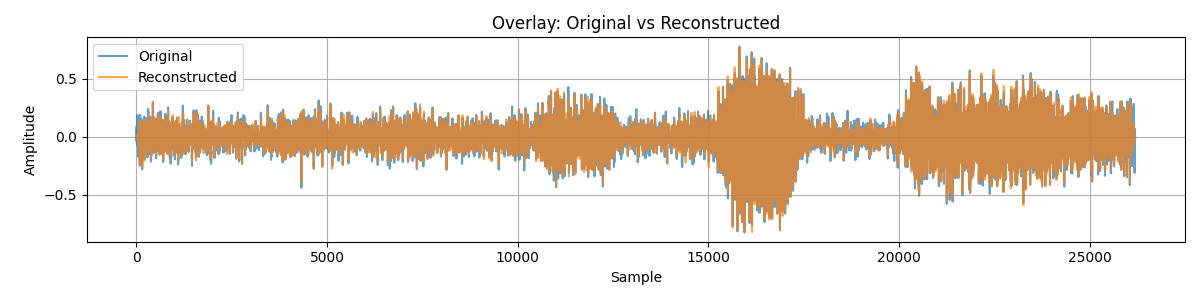 Overlay: Original vs Reconstructed
Original
Reconstructed
Amplitude
0.5
0.0
−0.5
0 5000 10000 15000 20000 25000
Sample